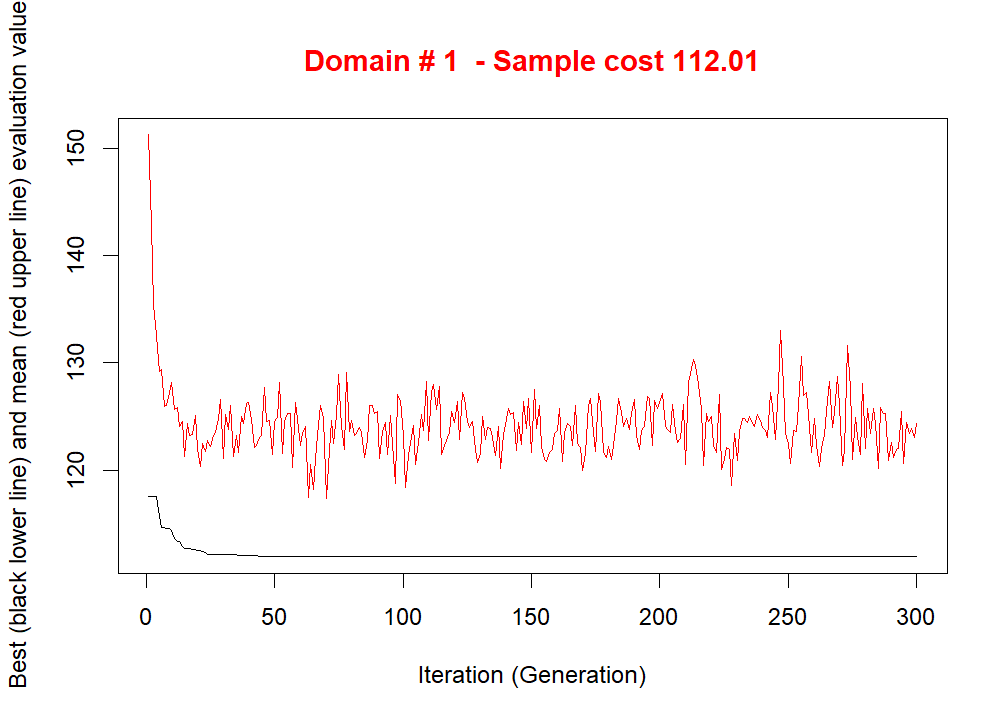 Domain # 1  - Sample cost 112.01
Best (black lower line) and mean (red upper line) evaluation value
150
140
130
120
0 50 100 150 200 250 300
Iteration (Generation)